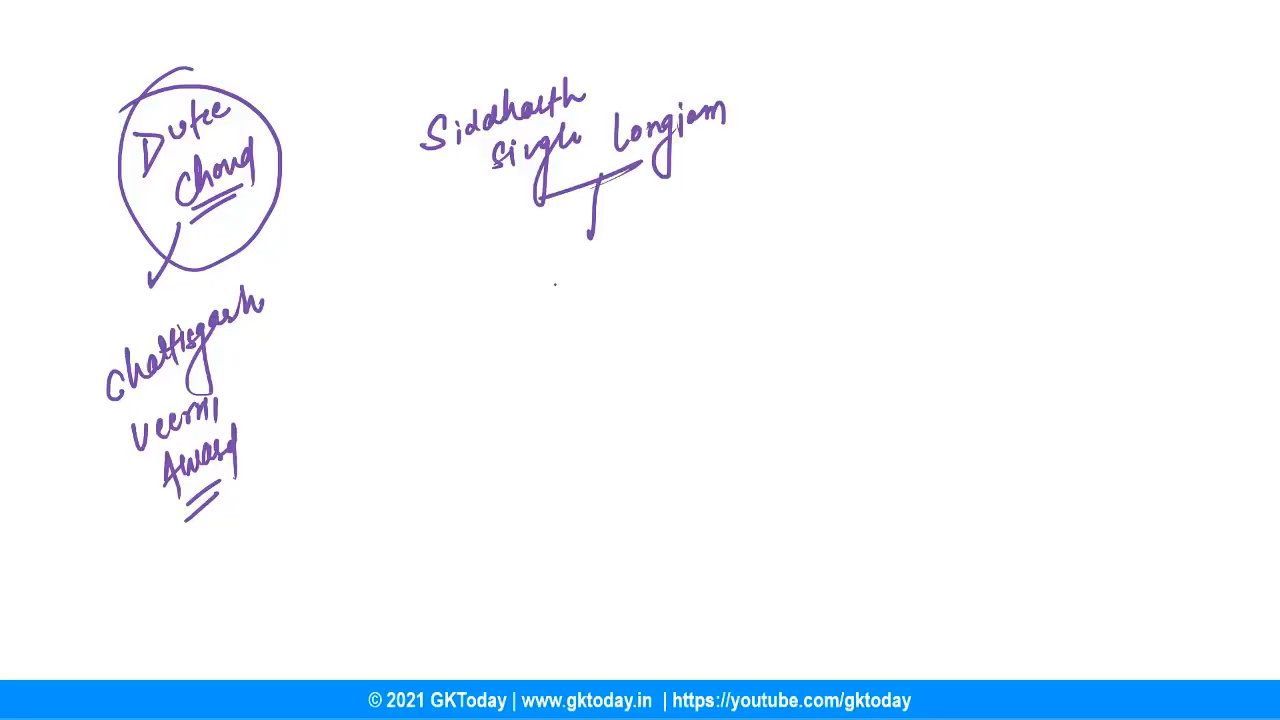 Dutee
Chand
Chattisgarh
Veerni
Award
Siddharth
Singh Longjam
© 2021 GKToday | www.gktoday.in | https://youtube.com/gktoday